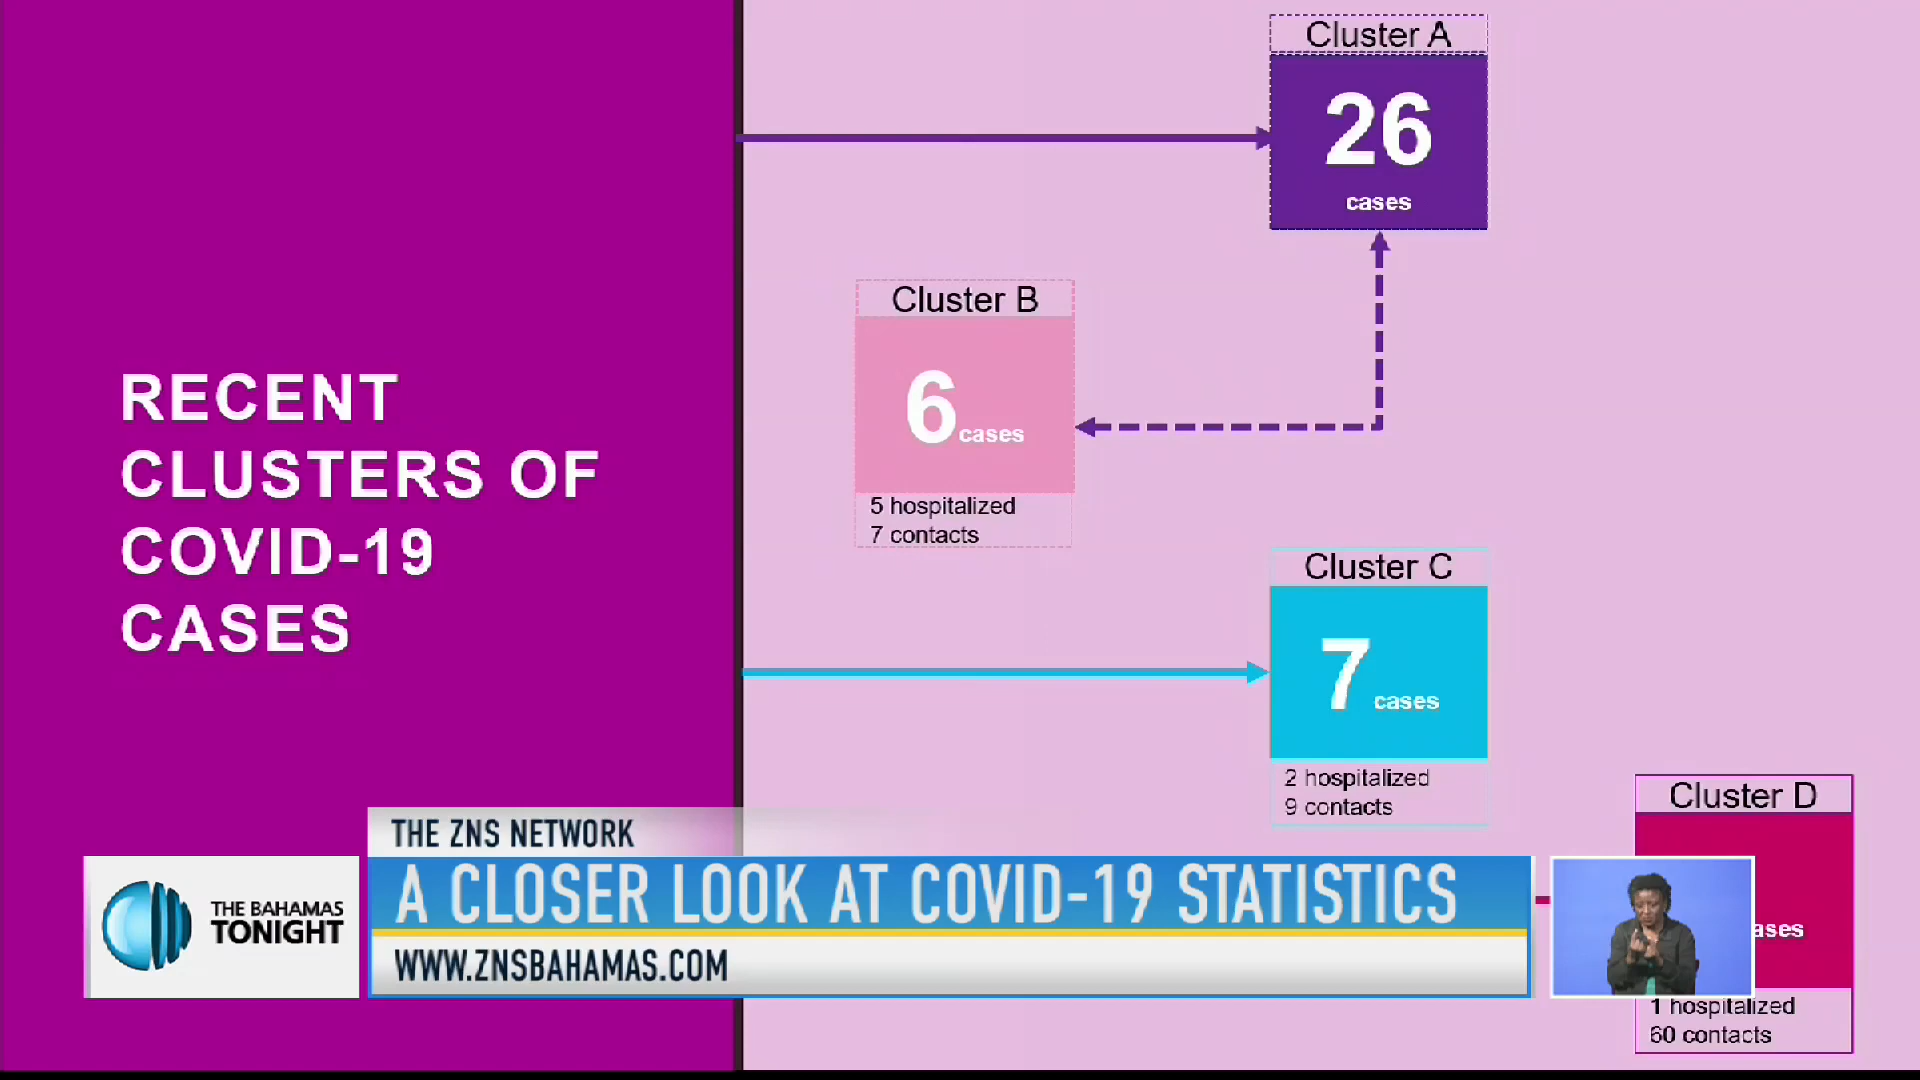 RECENT
CLUSTERS OF
COVID-19
CASES
Cluster A
26
cases
Cluster B
6 cases
5 hospitalized
7 contacts
Cluster C
7 cases
2 hospitalized
9 contacts
Cluster D
1 hospitalized
60 contacts
THE ZNS NETWORK
A CLOSER LOOK AT COVID-19 STATISTICS
WWW.ZNSBAHAMAS.COM
THE BAHAMAS
TONIGHT